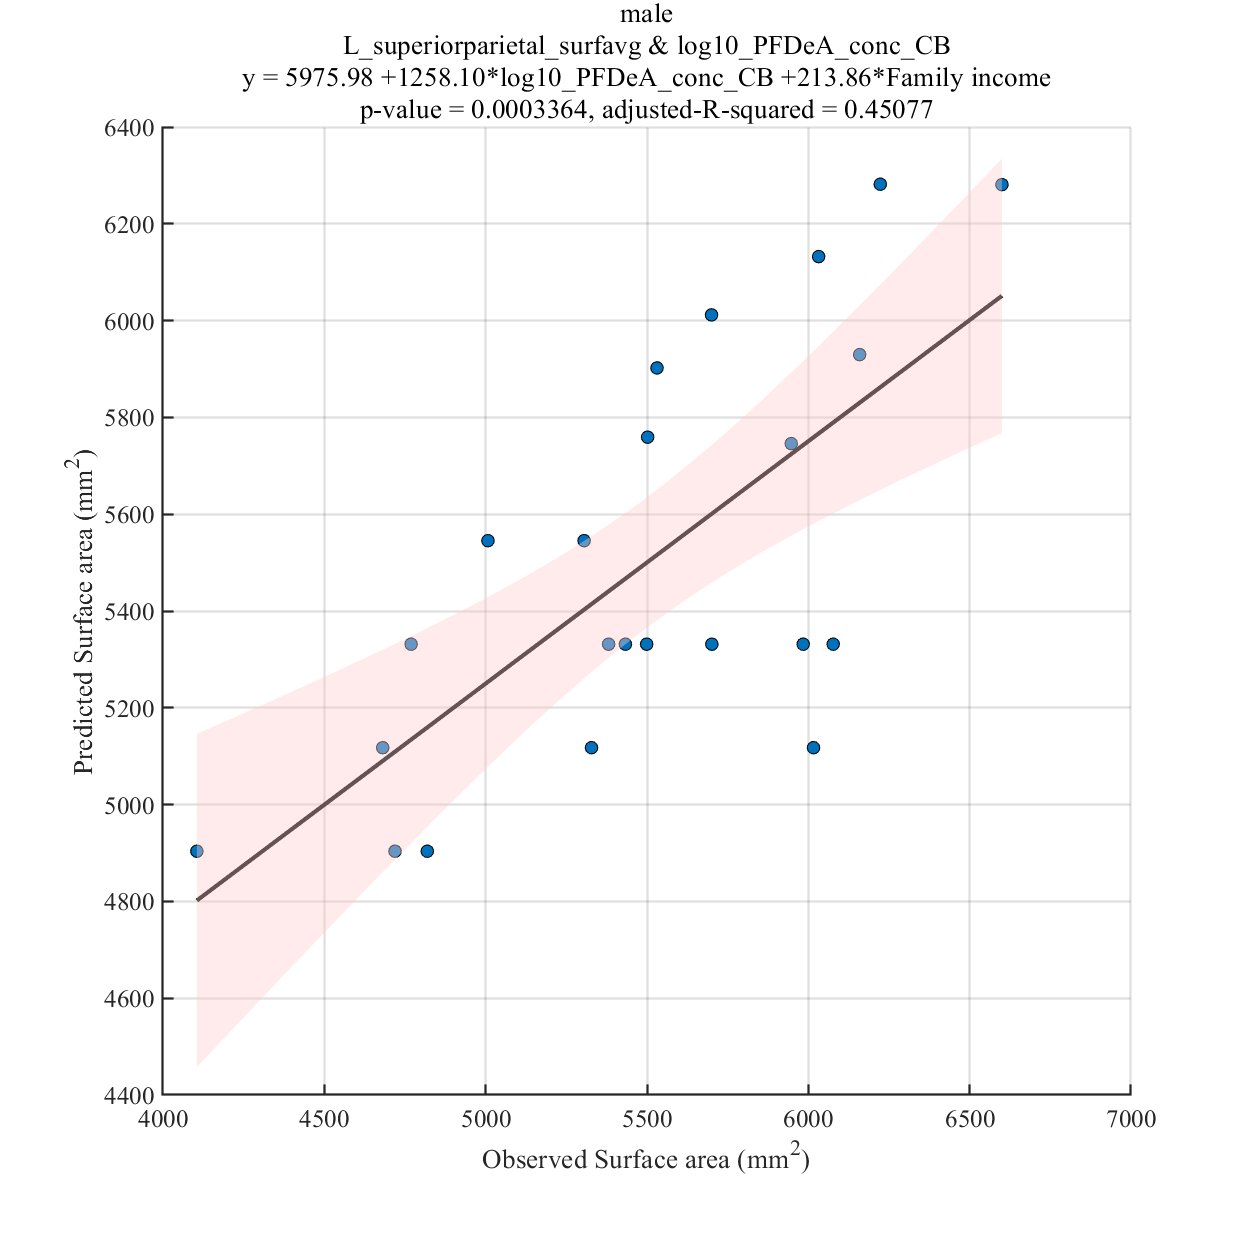 male
L_superiorparietal_surfavg & log10_PFDeA_conc_CB
y = 5975.98 +1258.10*log10_PFDeA_conc_CB +213.86*Family income
p-value = 0.0003364, adjusted-R-squared = 0.45077
6400
6200
6000
5800
5600
5400
5200
5000
4800
4600
4400
Predicted Surface area (mm²)
4000 4500 5000 5500 6000 6500 7000
Observed Surface area (mm²)